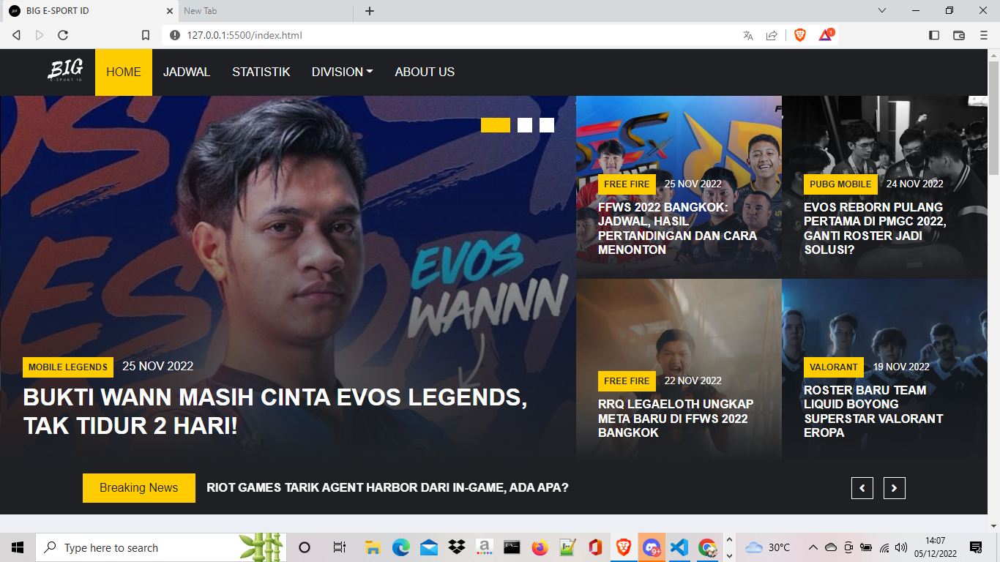 BIG E-SPORT ID
New Tab
127.0.0.1:5500/index.html
1
BIG
E-SPORT ID
HOME
JADWAL
STATISTIK
DIVISION
ABOUT US
EVOS
WANNN
MOBILE LEGENDS
25 NOV 2022
BUKTI WANN MASIH CINTA EVOS LEGENDS,
TAK TIDUR 2 HARI!
FREE FIRE
25 NOV 2022
FFWS 2022 BANGKOK:
JADWAL, HASIL
PERTANDINGAN DAN CARA
MENONTON
PUBG MOBILE
24 NOV 2022
EVOS REBORN PULANG
PERTAMA DI PMGC 2022,
GANTI ROSTER JADI
SOLUSI?
FREE FIRE
22 NOV 2022
RRQ LEGAELOTH UNGKAP
META BARU DI FFWS 2022
BANGKOK
VALORANT
19 NOV 2022
ROSTER BARU TEAM
LIQUID BOYONG
SUPERSTAR VALORANT
EROPA
Breaking News
RIOT GAMES TARIK AGENT HARBOR DARI IN-GAME, ADA APA?
Type here to search
9+
30°C
14:07
05/12/2022